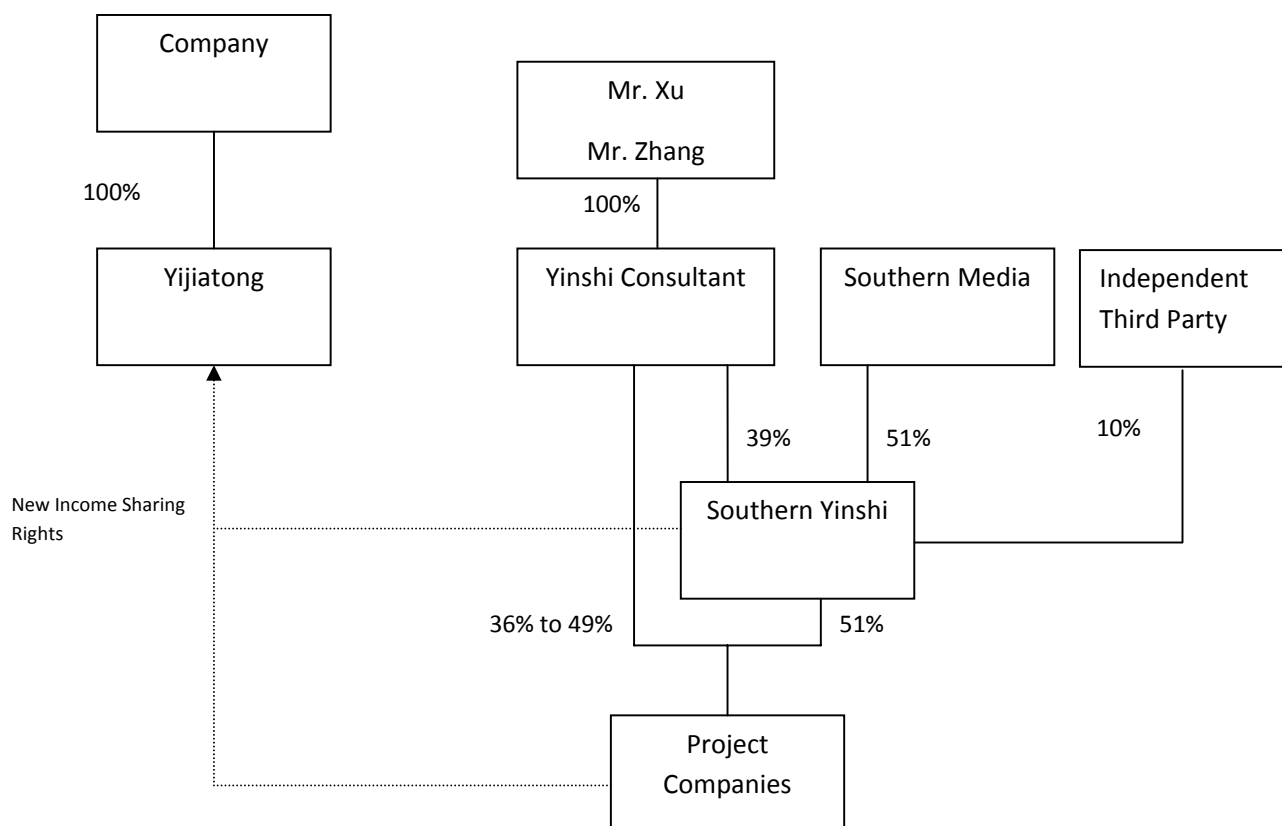 Company
Mr. Xu
Mr. Zhang
100%
100%
Yijiatong
Yinshi Consultant
Southern Media
Independent
Third Party
39%
51%
10%
New Income Sharing
Rights
Southern Yinshi
36% to 49%
51%
Project
Companies